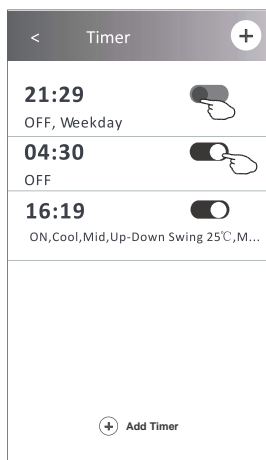 < Timer +
21:29
OFF, Weekday
04:30
OFF
16:19
ON,Cool,Mid,Up-Down Swing 25℃,M...
+ Add Timer